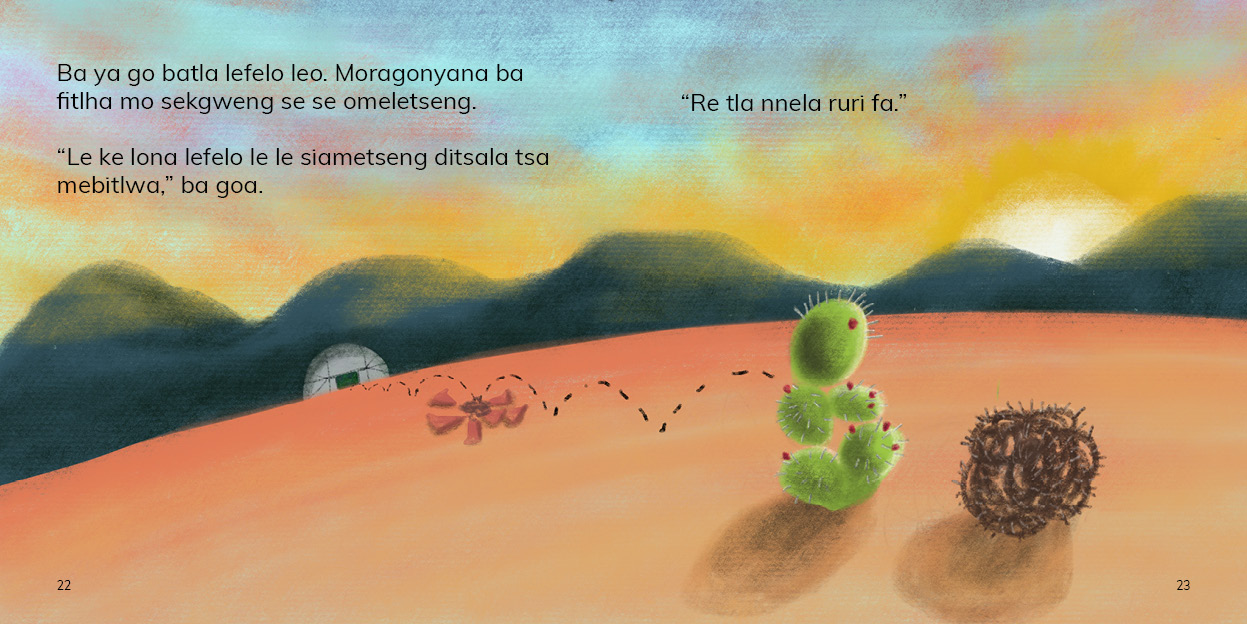 Ba ya go batla lefelo leo. Moragonyana ba
fitlha mo sekgweng se se omeletseng.
“Le ke lona lefelo le le siametseng ditsala tsa
mebitlwa,” ba goa.
“Re tla nnela ruri fa.”
22
23